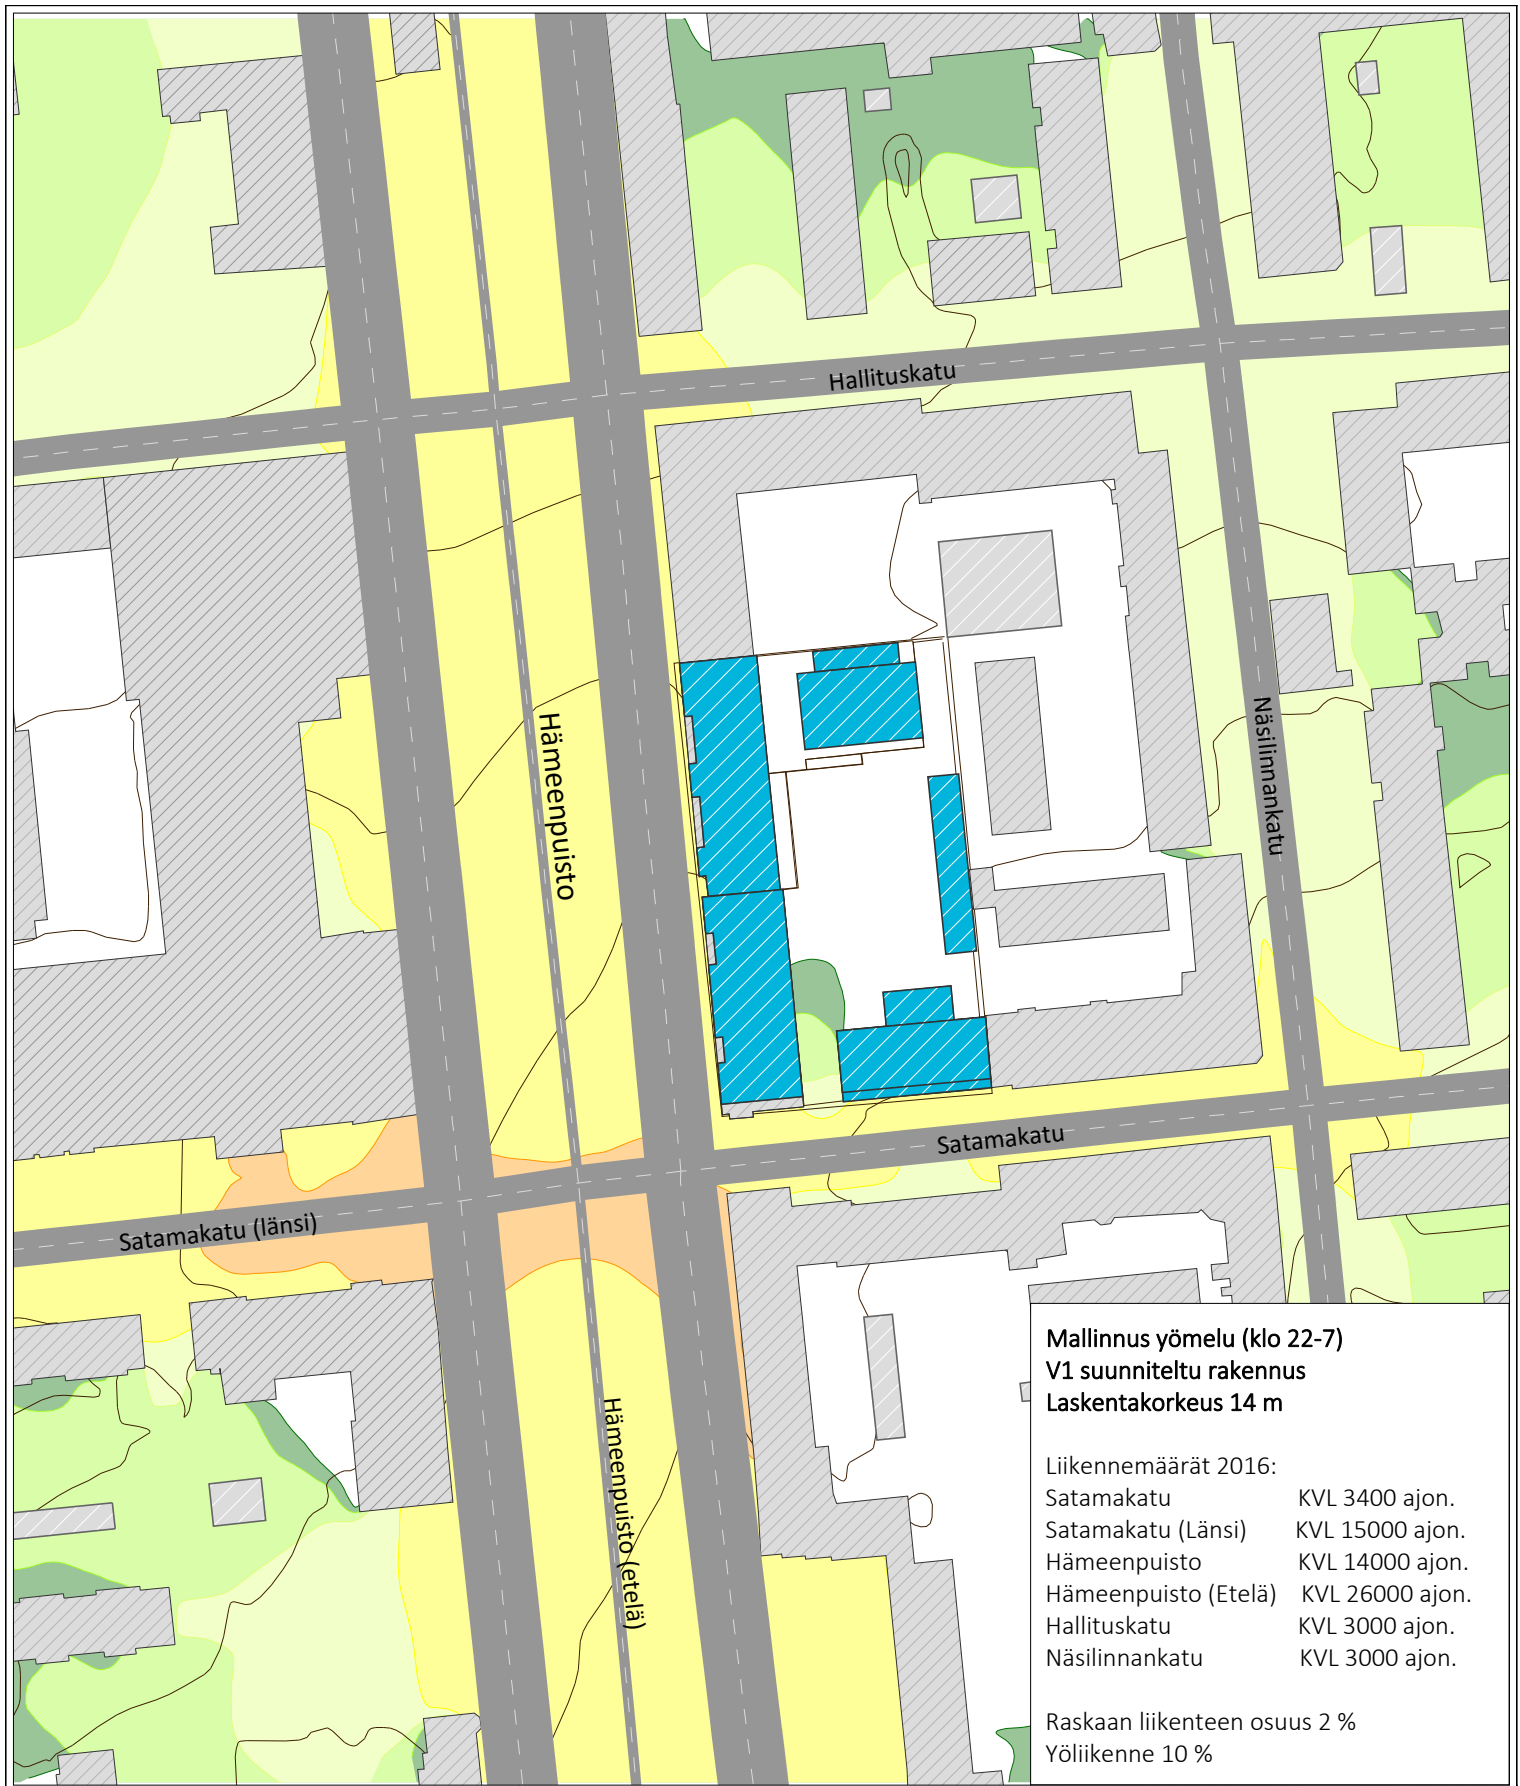 Hallituskatu
Hämeenpuisto
Näsilinnankatu
Satamakatu
Satamakatu (länsi)
Hämeenpuisto (etelä)
Mallinnus yömelu (klo 22-7)
V1 suunniteltu rakennus
Laskentakorkeus 14 m
Liikennemäärät 2016:
Satamakatu KVL 3400 ajon.
Satamakatu (Länsi) KVL 15000 ajon.
Hämeenpuisto KVL 14000 ajon.
Hämeenpuisto (Etelä) KVL 26000 ajon.
Hallituskatu KVL 3000 ajon.
Näsilinnankatu KVL 3000 ajon.
Raskaan liikenteen osuus 2 %
Yöliikenne 10 %